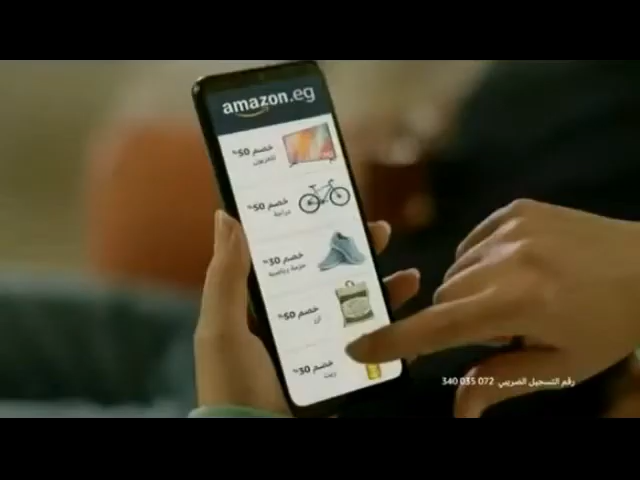 amazon.eg
خصم 50%
تلفزيون
خصم 50%
دراجة
خصم 30%
جزمة رياضية
خصم 50%
أرز
خصم 30%
زيت
رقم التسجيل الضريبي 072 035 340